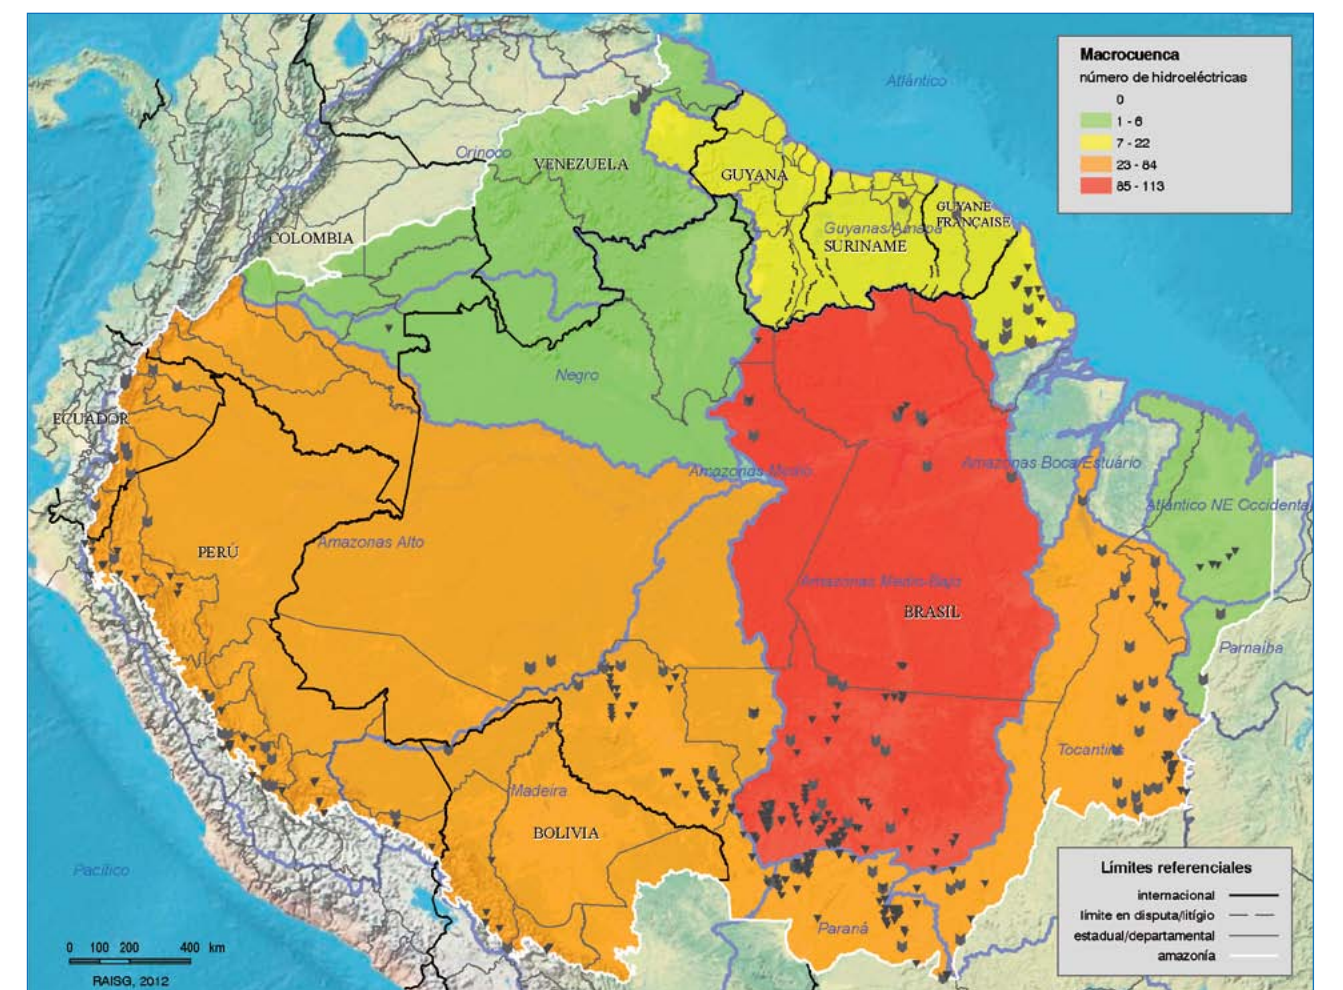 Macrocuenca
número de hidroeléctricas
0
1 - 6
7 - 22
23 - 84
85 - 113
Atlántico
Orinoco
VENEZUELA
GUYANA
GUYANE
FRANÇAISE
Guyanas/Amapá
SURINAME
COLOMBIA
Negro
ECUADOR
Amazonas Medio
Amazonas Boca/Estuário
Atlántico NE Occidental
Amazonas Alto
PERÚ
Amazonas Medio-Bajo
BRASIL
Parnaíba
Tocantins
Madeira
BOLIVIA
Pacífico
Paraná
Límites referenciales
internacional
límite en disputa/litígio
estadual/departamental
amazonía
0 100 200 400 km
RAISG, 2012